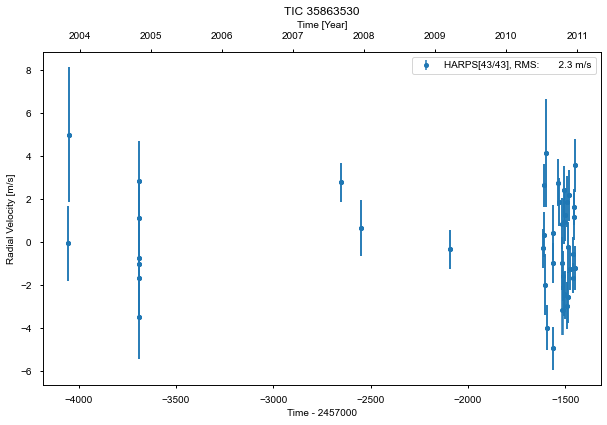 TIC 35863530
Time [Year]
2004 2005 2006 2007 2008 2009 2010 2011
HARPS[43/43], RMS: 2.3 m/s
Radial Velocity [m/s]
8
6
4
2
0
−2
−4
−6
−4000 −3500 −3000 −2500 −2000 −1500
Time - 2457000